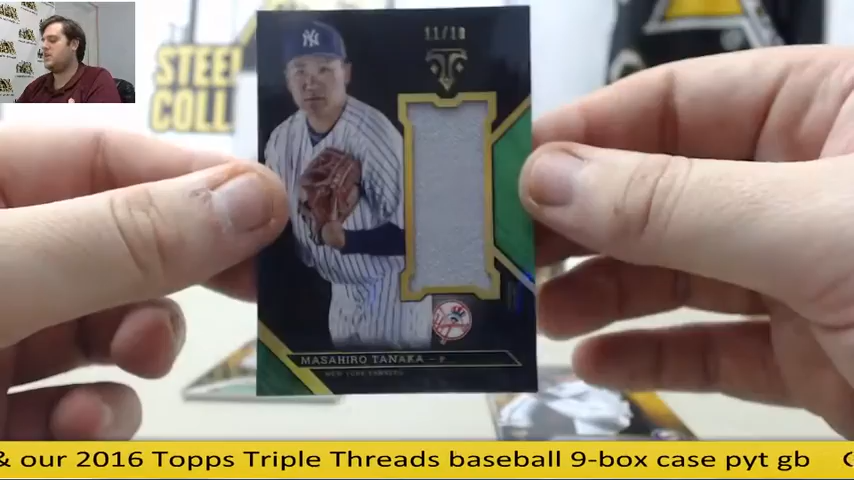 STEEL
COLL
11/18
NY
MASAHIRO TANAKA – P
NEW YORK YANKEES
& our 2016 Topps Triple Threads baseball 9-box case pyt gb